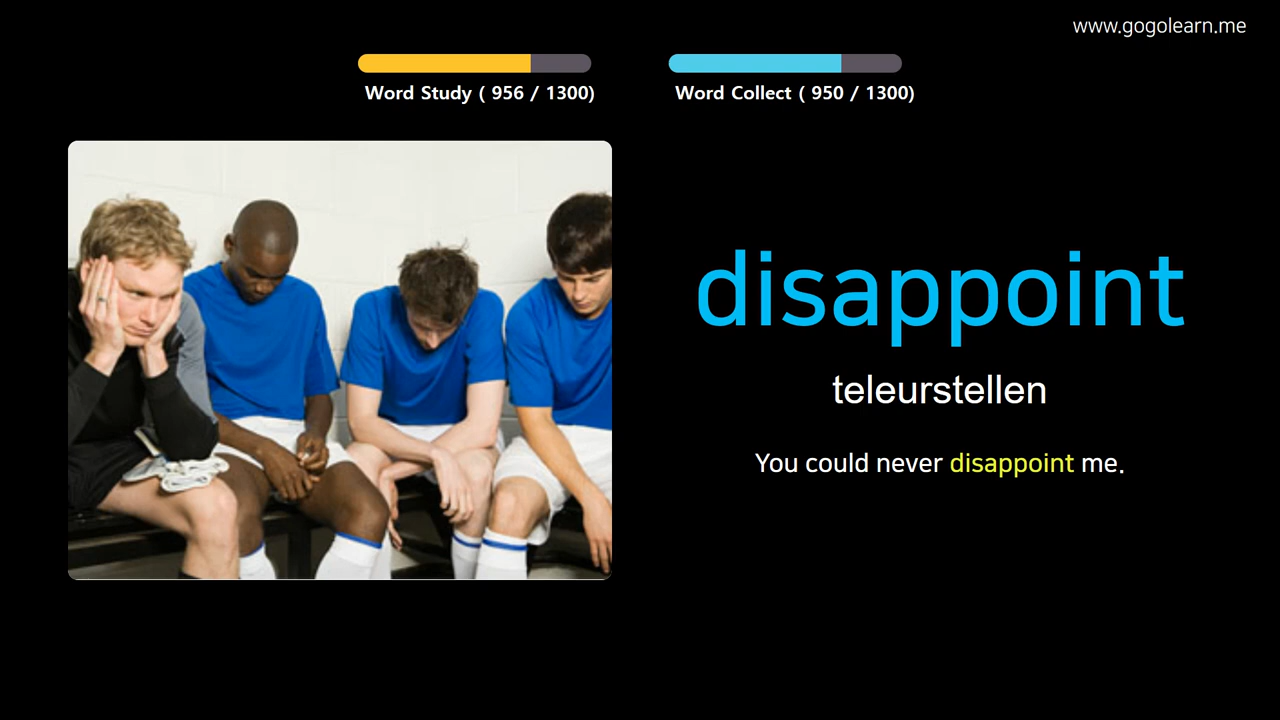 www.gogolearn.me
Word Study ( 956 / 1300)
Word Collect ( 950 / 1300)
disappoint
teleurstellen
You could never disappoint me.